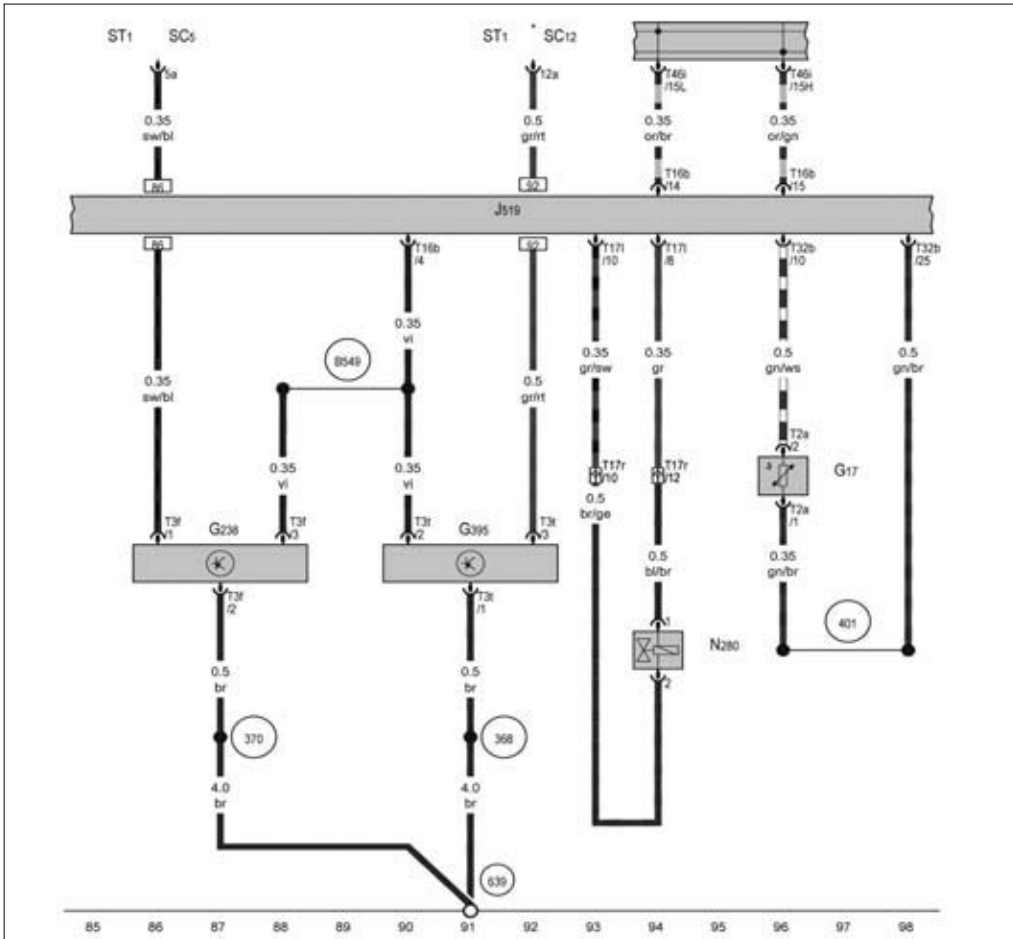 ST1 SC5 ST1 * SC12
5a 12a T46i /15L T46i /15H
0.35 sw/bl 0.5 gr/rt 0.35 or/br 0.35 or/gn
86 92 T16b /14 T16b /15
J519
86 T16b /4 92 T17l /10 T17l /8 T32b /10 T32b /25
0.35 vi
B549
0.35 sw/bl 0.5 gr/rt 0.35 gr/sw 0.35 gr 0.5 gn/ws 0.5 gn/br
T2a /2
0.35 vi 0.35 vi T17r /10 T17r /12 G17
0.5 br/ge
T2a /1
T3f /1 G238 T3f /3 T3t /2 G395 T3t /3
0.5 bl/br 0.35 gn/br
T3f /2 T3t /1
1 401
N280
2
0.5 br 0.5 br
370 368
4.0 br 4.0 br
639
85 86 87 88 89 90 91 92 93 94 95 96 97 98